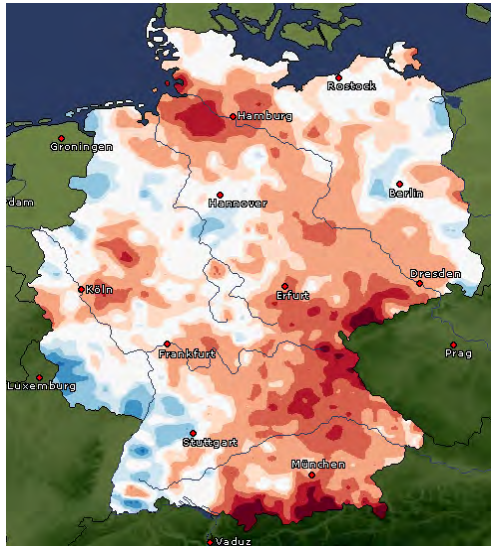 Rostock
Hamburg
Groningen
Berlin
dam
Hannover
Dresden
Köln
Erfurt
Frankfurt
Prag
Luxemburg
Stuttgart
München
Vaduz